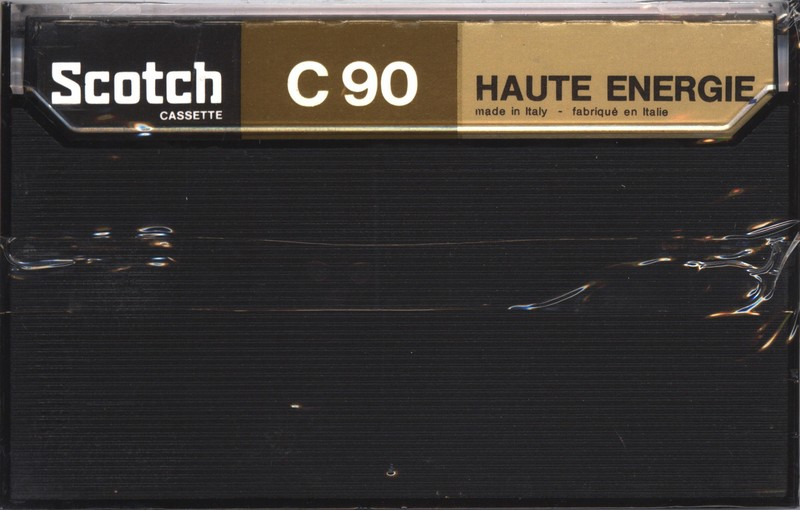 Scotch
CASSETTE
C 90
HAUTE ENERGIE
made in Italy - fabriqué en Italie